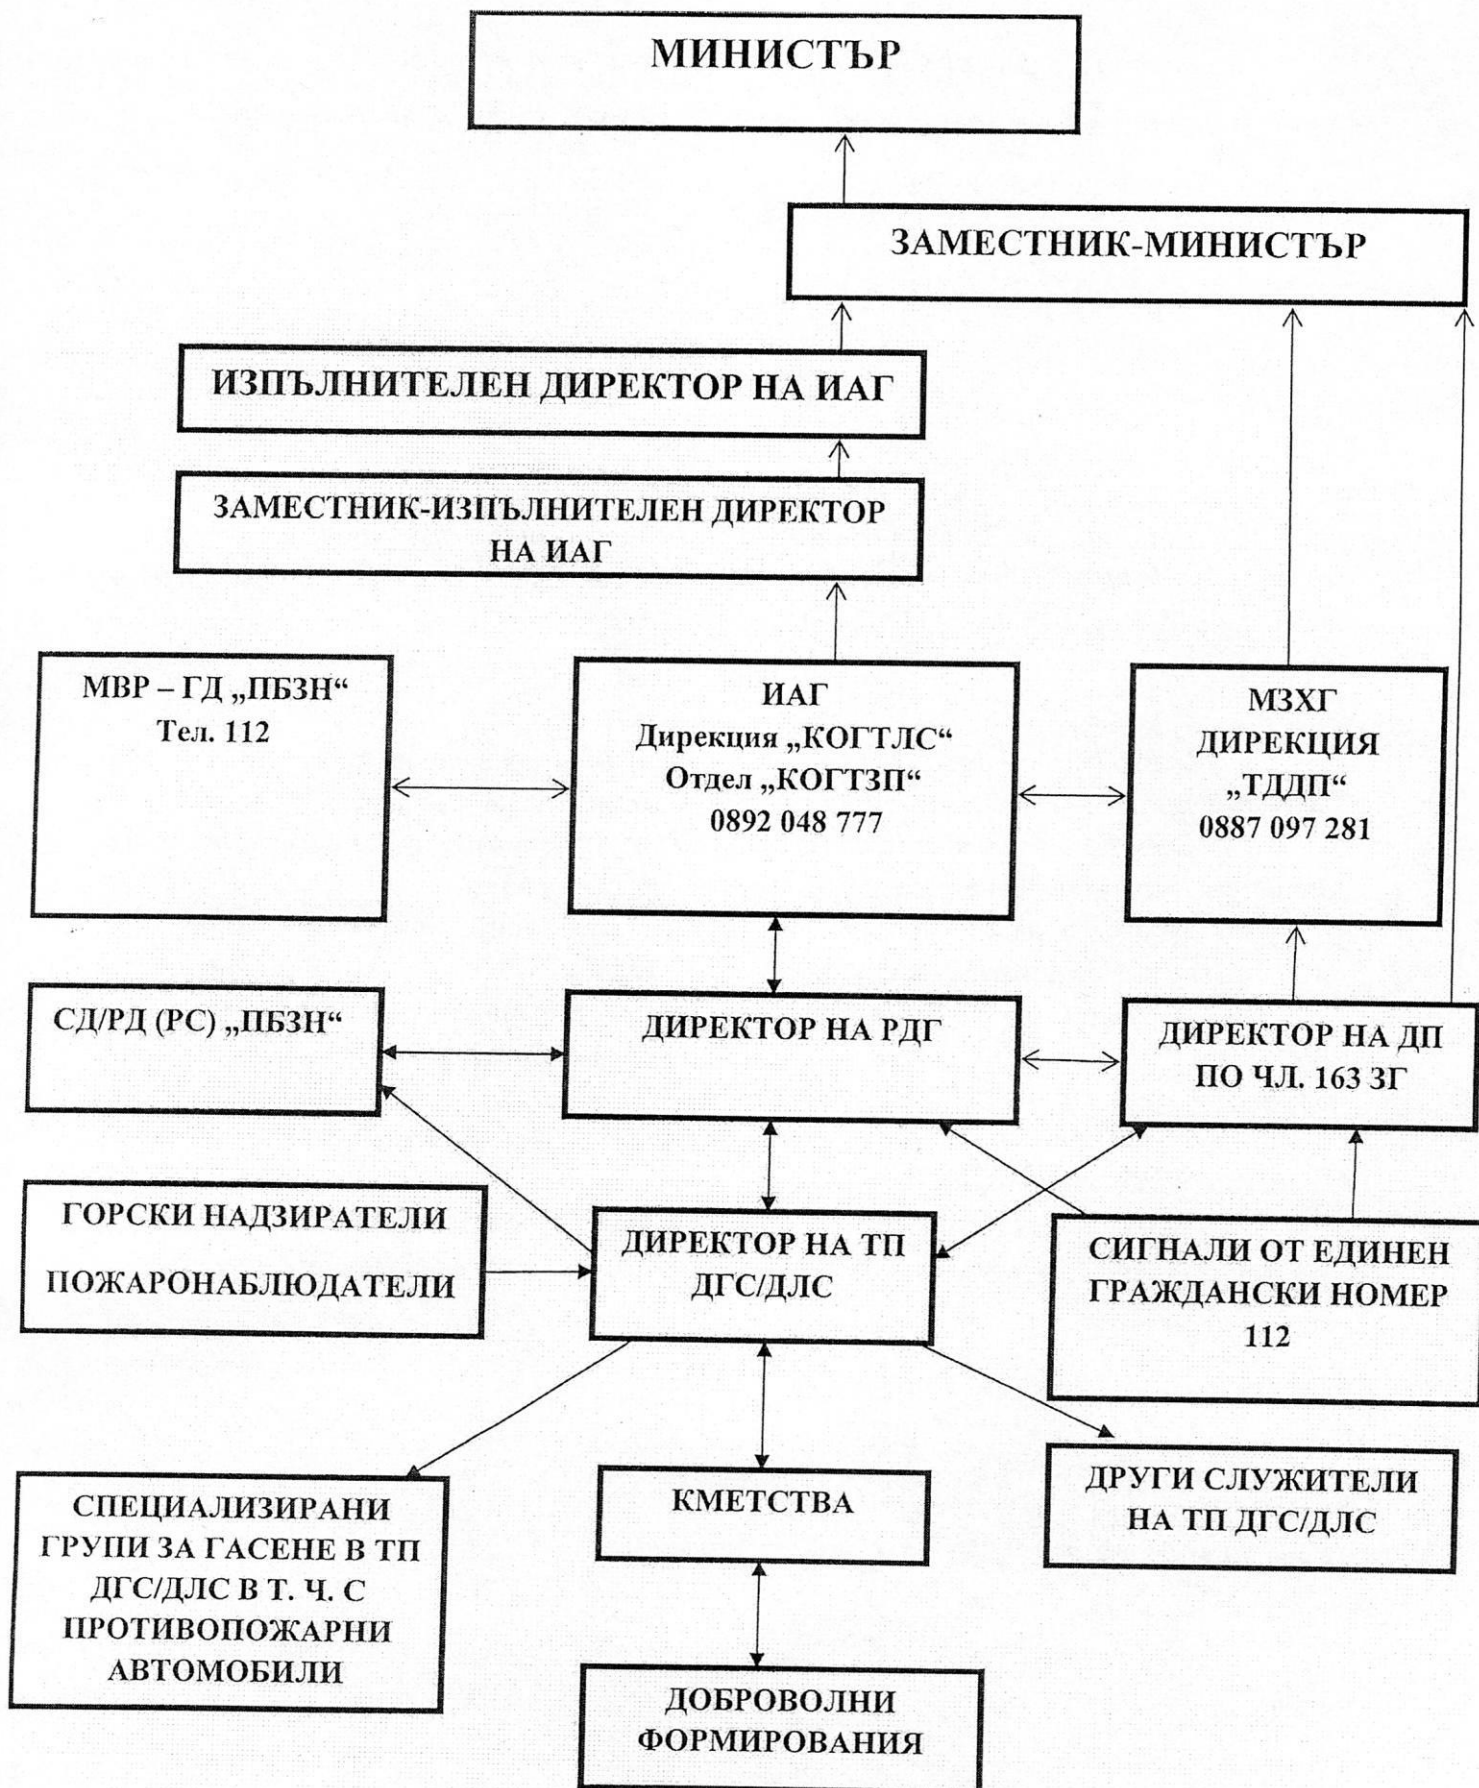 МИНИСТЪР
ЗАМЕСТНИК-МИНИСТЪР
ИЗПЪЛНИТЕЛЕН ДИРЕКТОР НА ИАГ
ЗАМЕСТНИК-ИЗПЪЛНИТЕЛЕН ДИРЕКТОР
НА ИАГ
МВР – ГД „ПБЗН“
Тел. 112
ИАГ
Дирекция „КОГТЛС“
Отдел „КОГТЗП“
0892 048 777
МЗХГ
ДИРЕКЦИЯ
„ТДДП“
0887 097 281
СД/РД (РС) „ПБЗН“
ДИРЕКТОР НА РДГ
ДИРЕКТОР НА ДП
ПО ЧЛ. 163 ЗГ
ГОРСКИ НАДЗИРАТЕЛИ
ПОЖАРОНАБЛЮДАТЕЛИ
ДИРЕКТОР НА ТП
ДГС/ДЛС
СИГНАЛИ ОТ ЕДИНЕН
ГРАЖДАНСКИ НОМЕР
112
СПЕЦИАЛИЗИРАНИ
ГРУПИ ЗА ГАСЕНЕ В ТП
ДГС/ДЛС В Т. Ч. С
ПРОТИВОПОЖАРНИ
АВТОМОБИЛИ
КМЕТСТВА
ДРУГИ СЛУЖИТЕЛИ
НА ТП ДГС/ДЛС
ДОБРОВОЛНИ
ФОРМИРОВАНИЯ